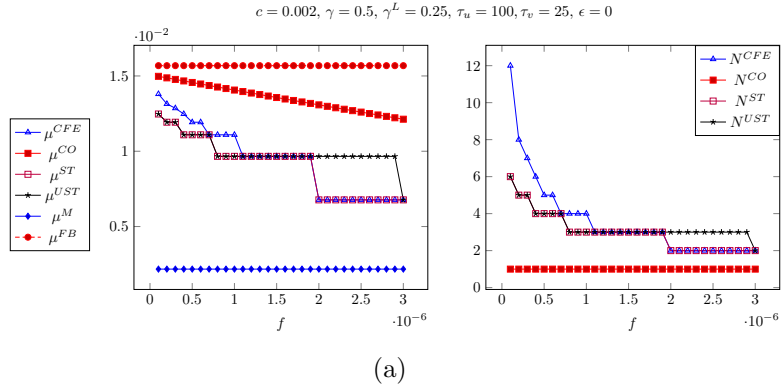 c = 0.002, γ = 0.5, γ^L = 0.25, τ_u = 100, τ_v = 25, ϵ = 0
·10^−2
1.5
1
0.5
0 0.5 1 1.5 2 2.5 3
f
·10^−6
μ^CFE
μ^CO
μ^ST
μ^UST
μ^M
μ^FB
12
10
8
6
4
2
0
0 0.5 1 1.5 2 2.5 3
f
·10^−6
N^CFE
N^CO
N^ST
N^UST
(a)